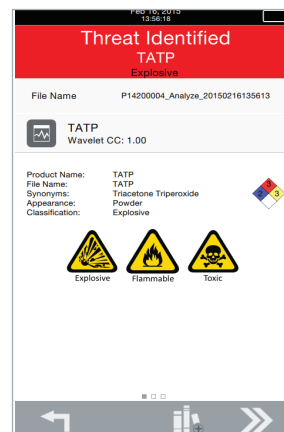 Feb 16, 2015
13:56:18
Threat Identified
TATP
Explosive
File Name P14200004_Analyze_20150216135613
TATP
Wavelet CC: 1.00
Product Name: TATP
File Name: TATP
Synonyms: Triacetone Triperoxide
Appearance: Powder
Classification: Explosive
3
2 3
Explosive Flammable Toxic